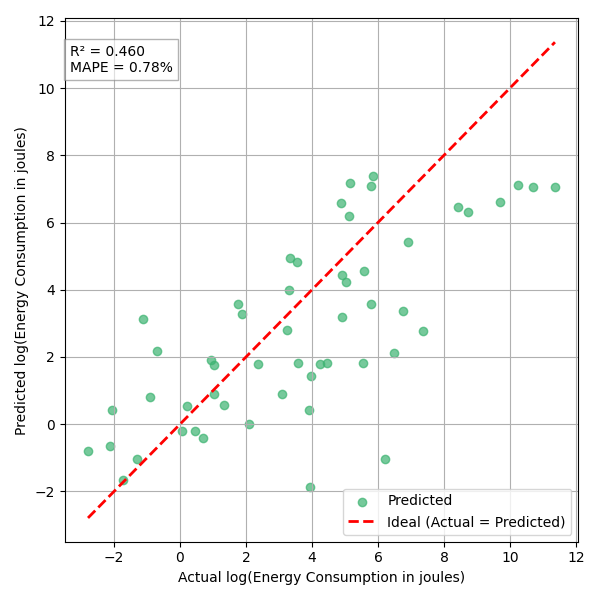 12
10
8
6
4
2
0
−2
R² = 0.460
MAPE = 0.78%
Predicted log(Energy Consumption in joules)
Predicted
Ideal (Actual = Predicted)
−2 0 2 4 6 8 10 12
Actual log(Energy Consumption in joules)